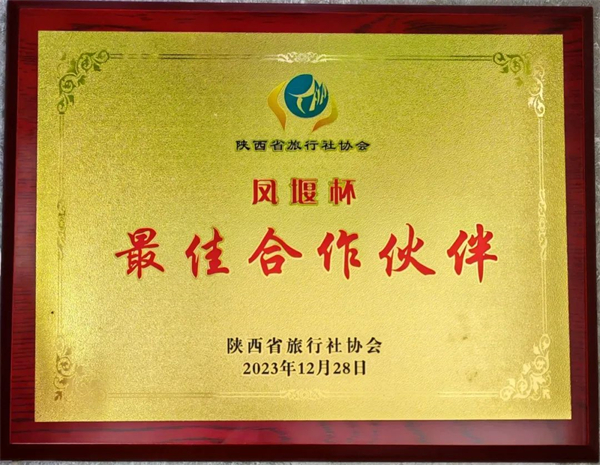 陕西省旅行社协会
凤堰杯
最佳合作伙伴
陕西省旅行社协会
2023年12月28日